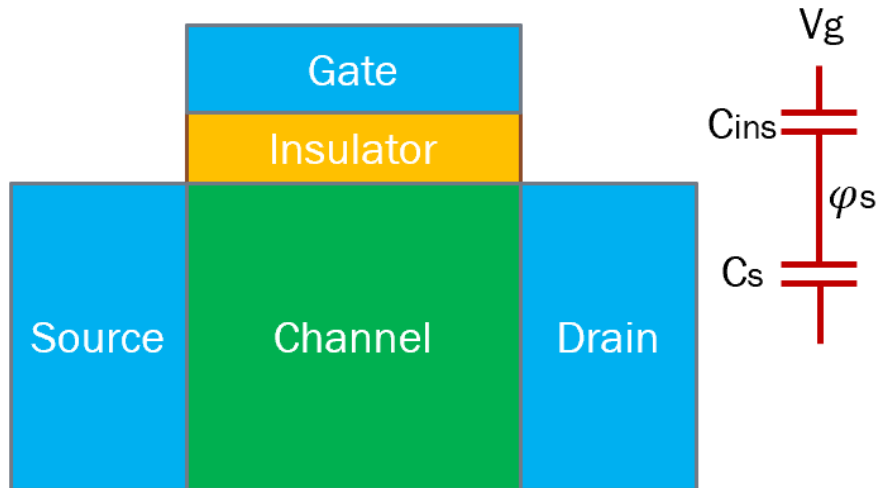 Gate
Insulator
Source
Channel
Drain
Vg
Cins
φs
Cs